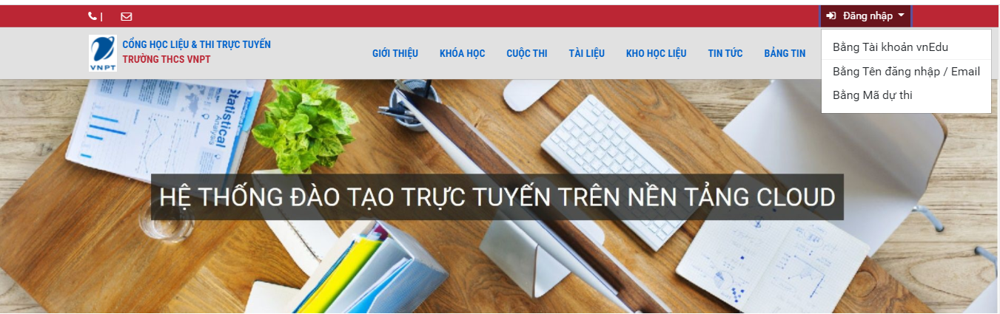 |
Đăng nhập
CỔNG HỌC LIỆU & THI TRỰC TUYẾN
TRƯỜNG THCS VNPT
VNPT
GIỚI THIỆU KHÓA HỌC CUỘC THI TÀI LIỆU KHO HỌC LIỆU TIN TỨC BẢNG TIN
Bằng Tài khoản vnEdu
Bằng Tên đăng nhập / Email
Bằng Mã dự thi
Statistical
Analysis
HỆ THỐNG ĐÀO TẠO TRỰC TUYẾN TRÊN NỀN TẢNG CLOUD